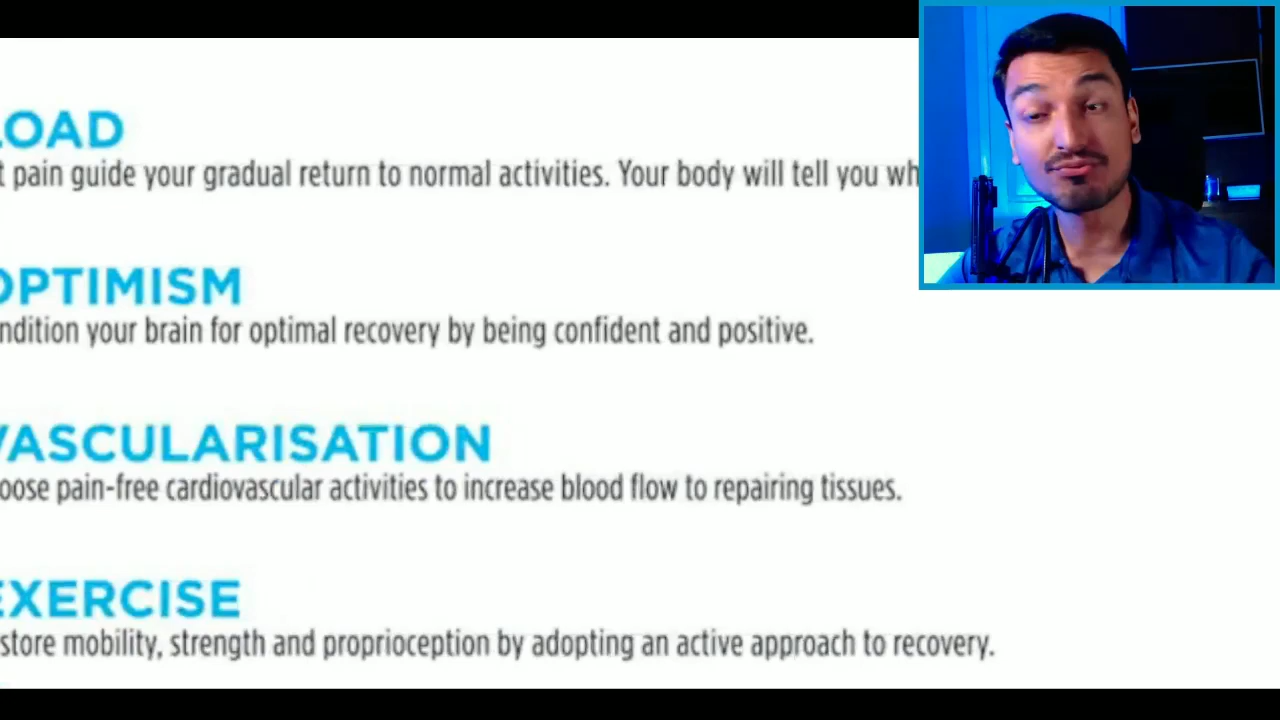 LOAD
t pain guide your gradual return to normal activities. Your body will tell you wh
OPTIMISM
ndition your brain for optimal recovery by being confident and positive.
VASCULARISATION
oose pain-free cardiovascular activities to increase blood flow to repairing tissues.
EXERCISE
store mobility, strength and proprioception by adopting an active approach to recovery.